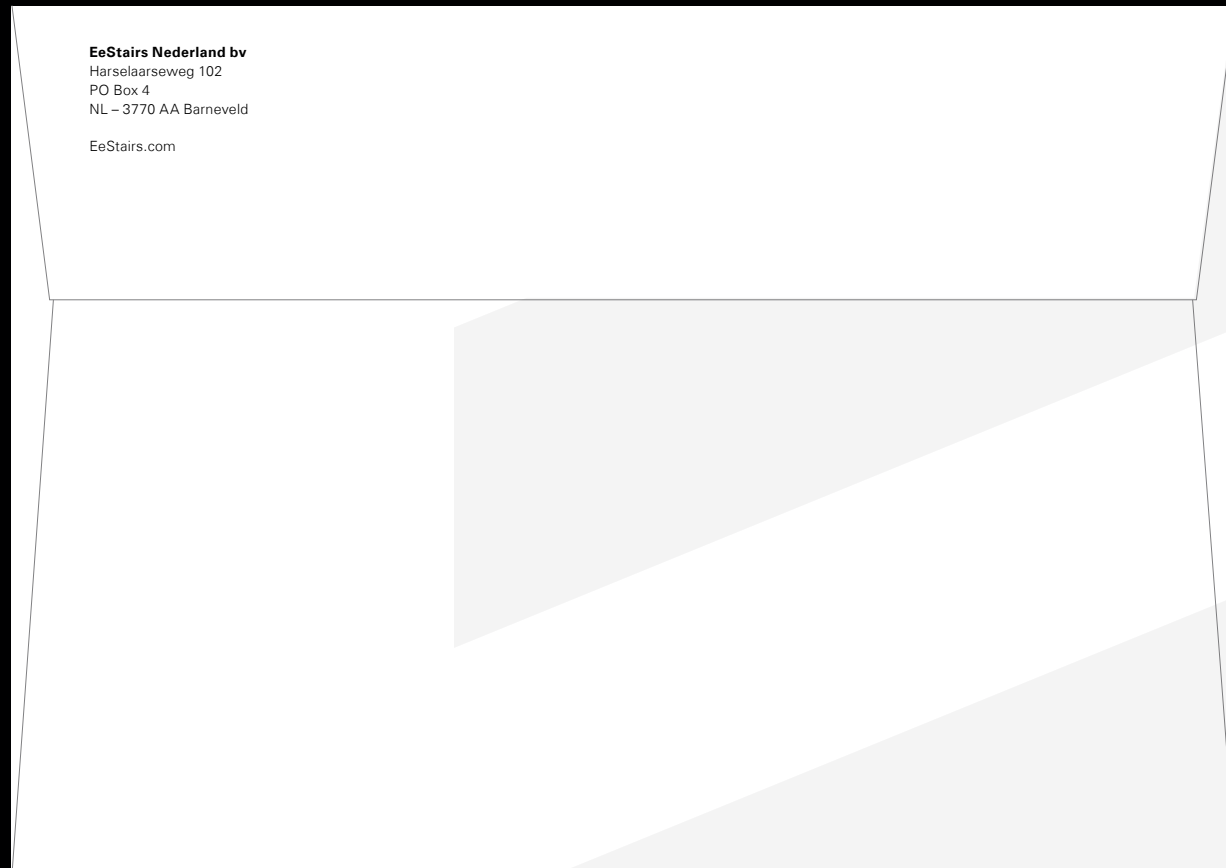 EeStairs Nederland bv
Harselaarseweg 102
PO Box 4
NL – 3770 AA Barneveld
EeStairs.com